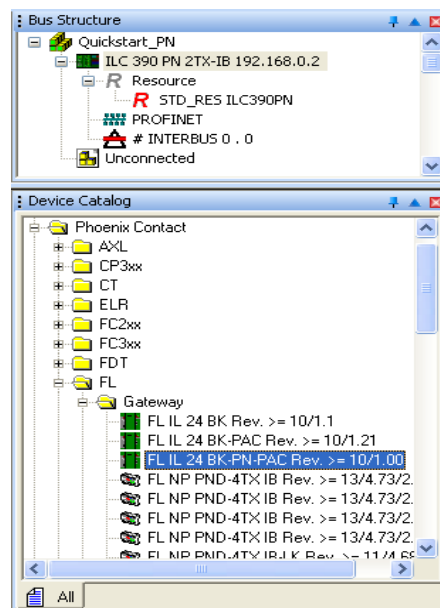 Bus Structure
Quickstart_PN
ILC 390 PN 2TX-IB 192.168.0.2
R Resource
R STD_RES ILC390PN
PROFINET
# INTERBUS 0 . 0
Unconnected
Device Catalog
Phoenix Contact
AXL
CP3xx
CT
ELR
FC2xx
FC3xx
FDT
FL
Gateway
FL IL 24 BK Rev. >= 10/1.1
FL IL 24 BK-PAC Rev. >= 10/1.21
FL IL 24 BK-PN-PAC Rev. >= 10/1.00
FL NP PND-4TX IB Rev. >= 13/4.73/2.
FL NP PND-4TX IB Rev. >= 13/4.73/2.
FL NP PND-4TX IB Rev. >= 13/4.73/2.
FL NP PND-4TX IB-LK Rev. >= 11/4.68
All